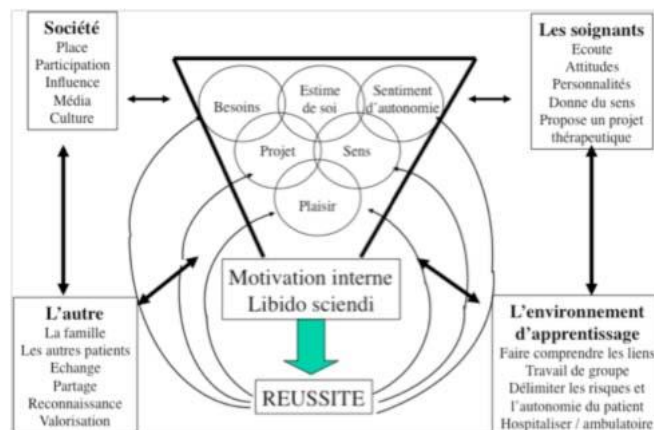 Société
Place
Participation
Influence
Média
Culture
Les soignants
Ecoute
Attitudes
Personnalités
Donne du sens
Propose un projet
thérapeutique
Besoins
Estime
de soi
Sentiment
d'autonomie
Projet
Sens
Plaisir
Motivation interne
Libido sciendi
REUSSITE
L'autre
La famille
Les autres patients
Echange
Partage
Reconnaissance
Valorisation
L'environnement
d'apprentissage
Faire comprendre les liens
Travail de groupe
Délimiter les risques et
l'autonomie du patient
Hospitaliser / ambulatoire